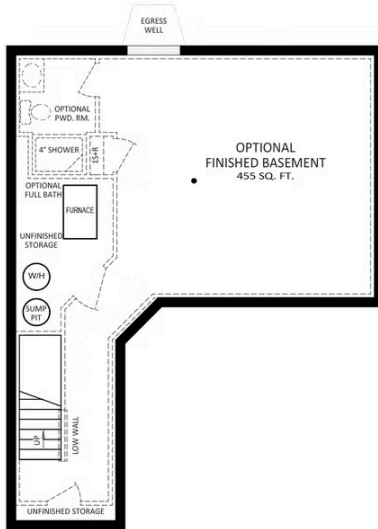 EGRESS
WELL
OPTIONAL
PWD. RM.
4" SHOWER
1S+R
OPTIONAL
FINISHED BASEMENT
455 SQ. FT.
OPTIONAL
FULL BATH
FURNACE
UNFINISHED
STORAGE
W/H
SUMP
PIT
UP
LOW WALL
UNFINISHED STORAGE